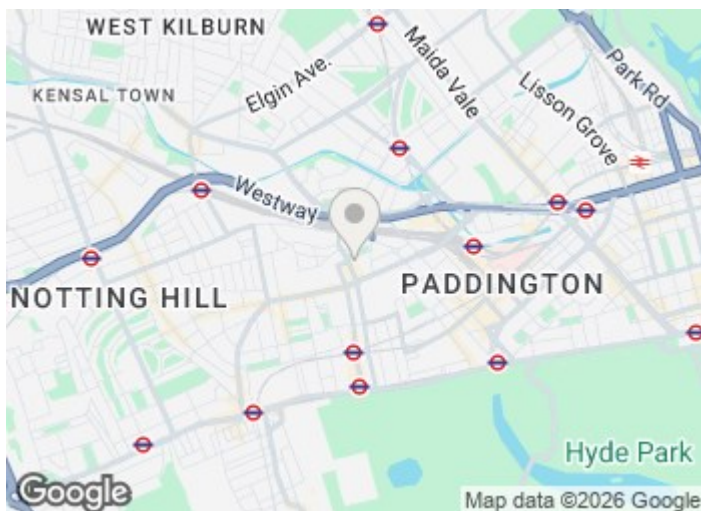 WEST KILBURN
Maida Vale
Park Rd
KENSAL TOWN
Elgin Ave.
Lisson Grove
Westway
NOTTING HILL
PADDINGTON
Hyde Park
Google
Map data ©2026 Google